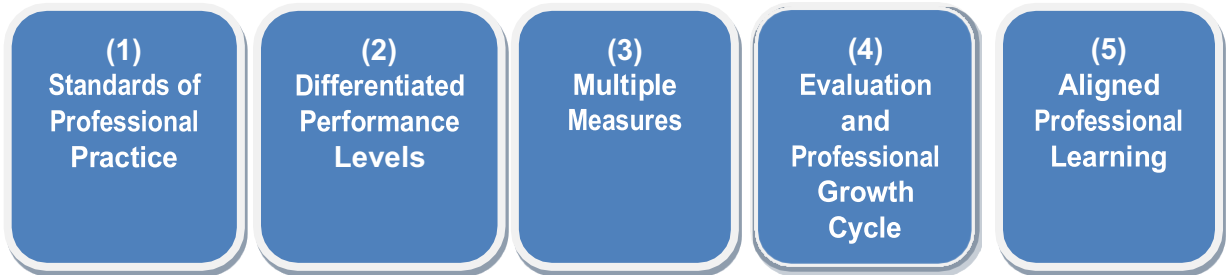 (1)
Standards of
Professional
Practice
(2)
Differentiated
Performance
Levels
(3)
Multiple
Measures
(4)
Evaluation
and
Professional
Growth
Cycle
(5)
Aligned
Professional
Learning